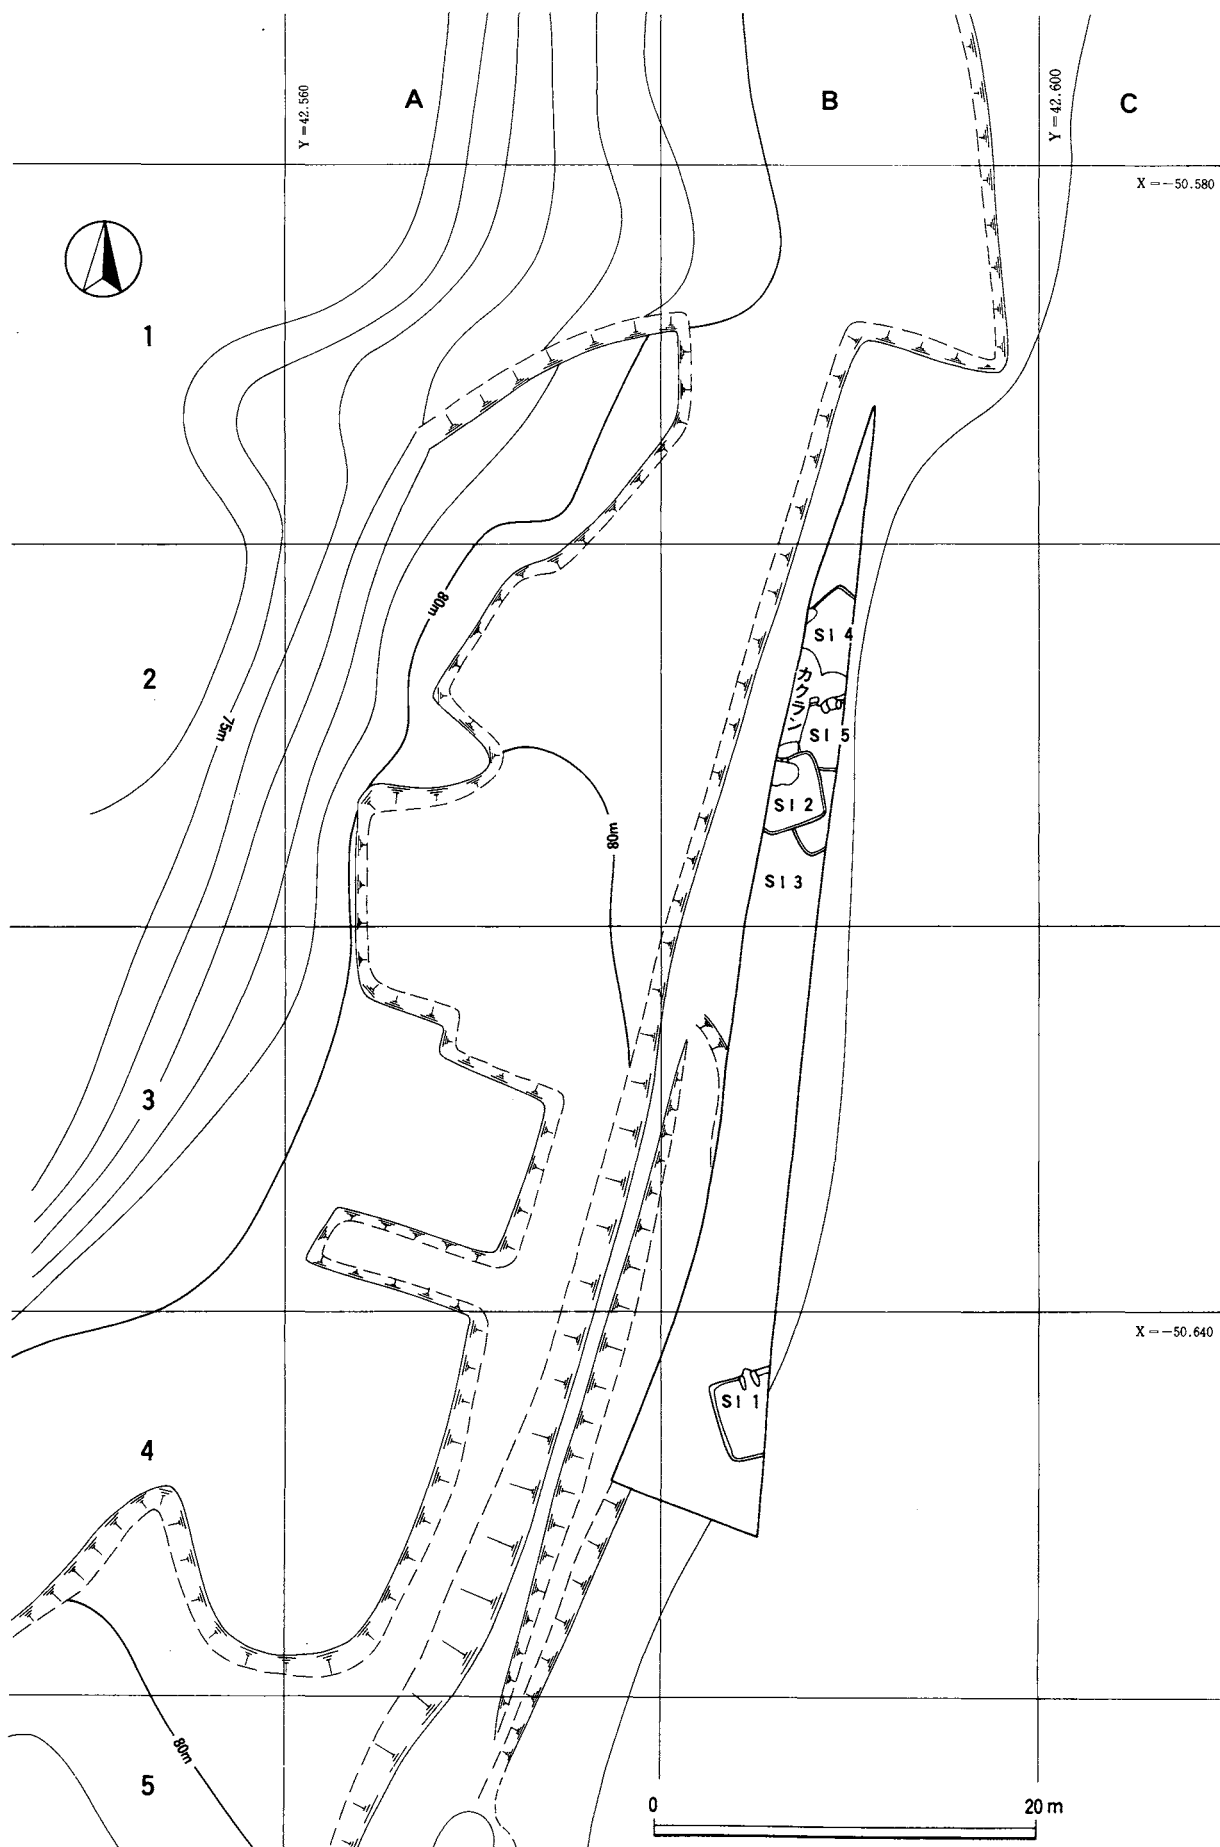 A
B
C
Y=42.560
Y=42.600
X=-50.580
1
2
80m
75m
SI 4
カクラン
SI 5
SI 2
80m
SI 3
3
X=-50.640
SI 1
4
80m
5
0
20m